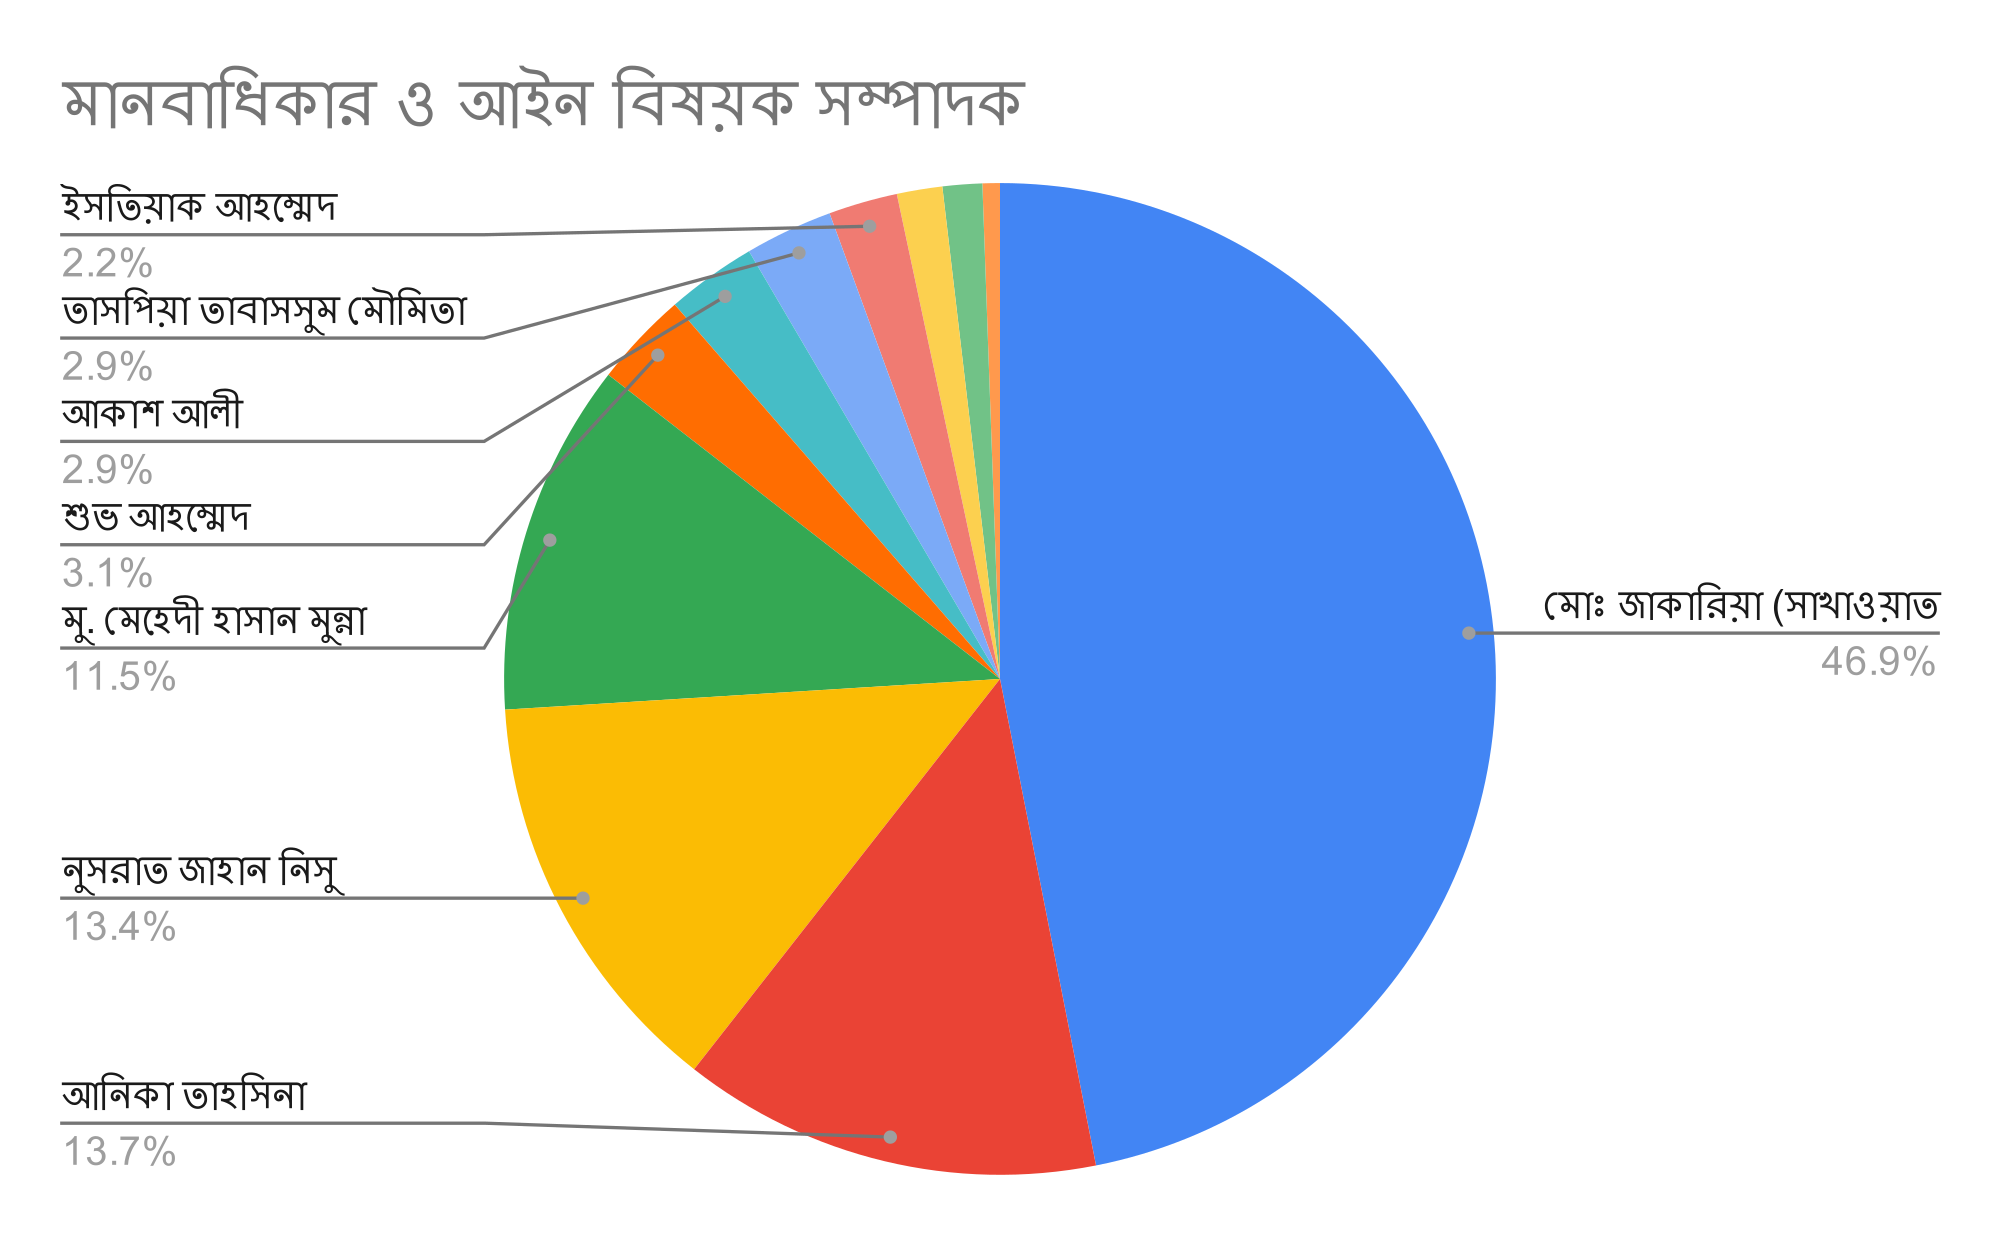 মানবাধিকার ও আইন বিষয়ক সম্পাদক
ইসতিয়াক আহম্মেদ
2.2%
তাসপিয়া তাবাসসুম মৌমিতা
2.9%
আকাশ আলী
2.9%
শুভ আহম্মেদ
3.1%
মু. মেহেদী হাসান মুন্না
11.5%
নুসরাত জাহান নিসু
13.4%
আনিকা তাহসিনা
13.7%
মোঃ জাকারিয়া (সাখাওয়াত
46.9%